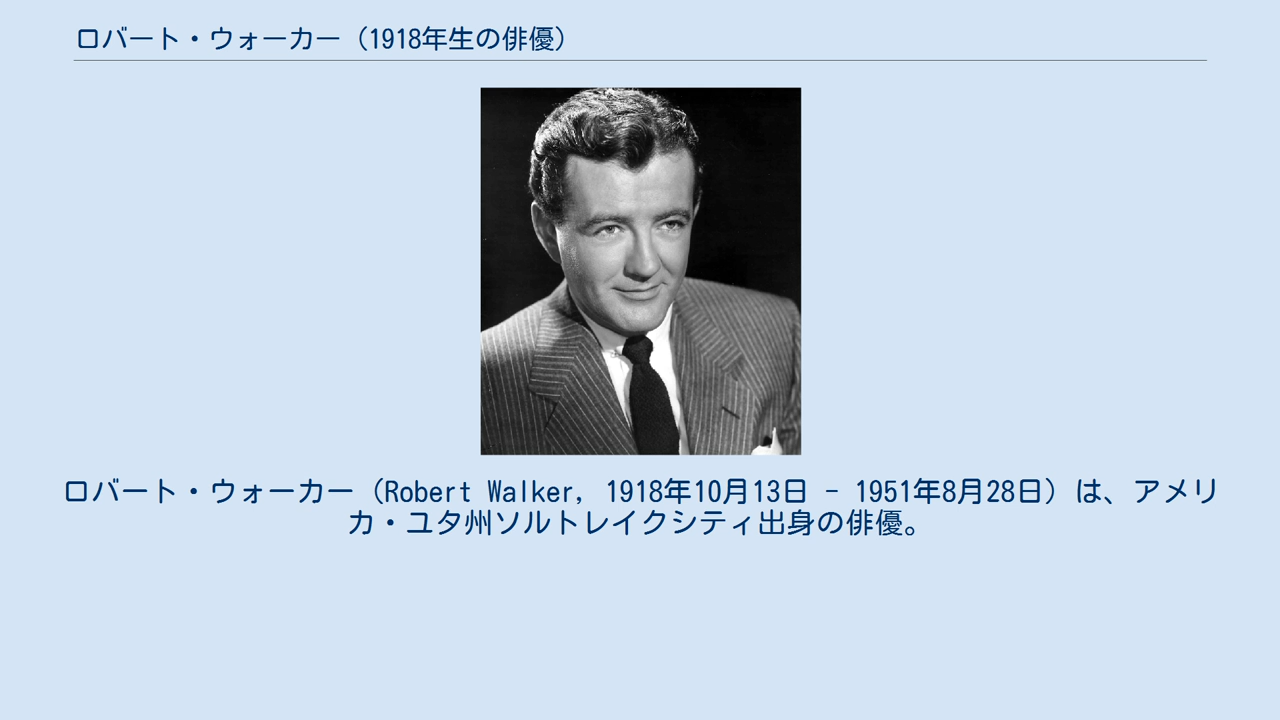 ロバート・ウォーカー（1918年生の俳優）
ロバート・ウォーカー（Robert Walker, 1918年10月13日 - 1951年8月28日）は、アメリ
カ・ユタ州ソルトレイクシティ出身の俳優。